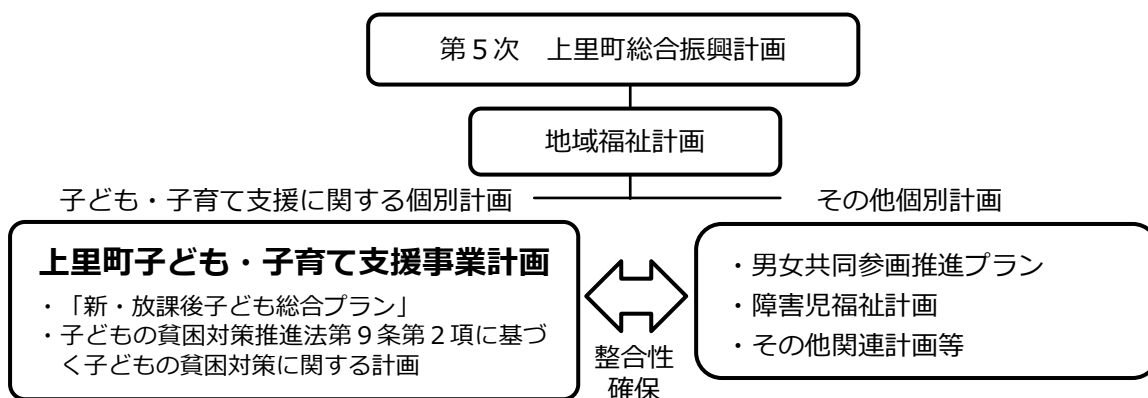 第５次　上里町総合振興計画
地域福祉計画
子ども・子育て支援に関する個別計画
その他個別計画
上里町子ども・子育て支援事業計画
・「新・放課後子ども総合プラン」
・子どもの貧困対策推進法第９条第２項に基づ
く子どもの貧困対策に関する計画
整合性
確保
・男女共同参画推進プラン
・障害児福祉計画
・その他関連計画等